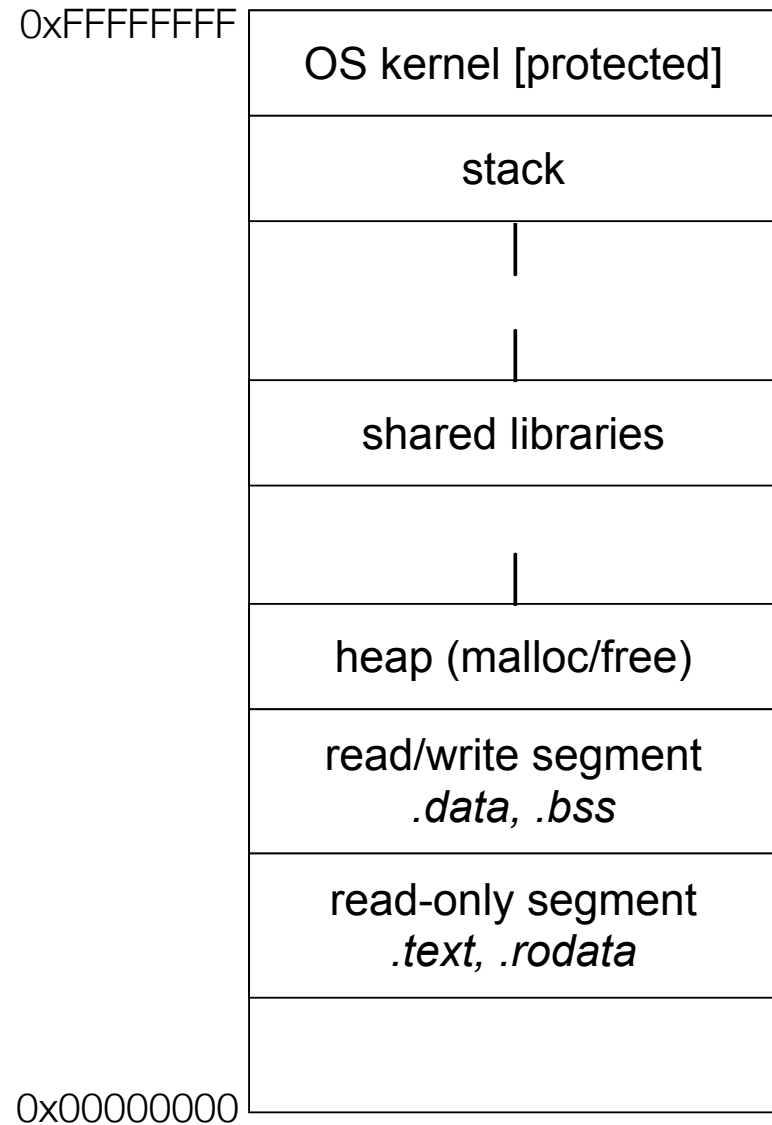 0xFFFFFFFF
OS kernel [protected]
stack
shared libraries
heap (malloc/free)
read/write segment
.data, .bss
read-only segment
.text, .rodata
0x00000000